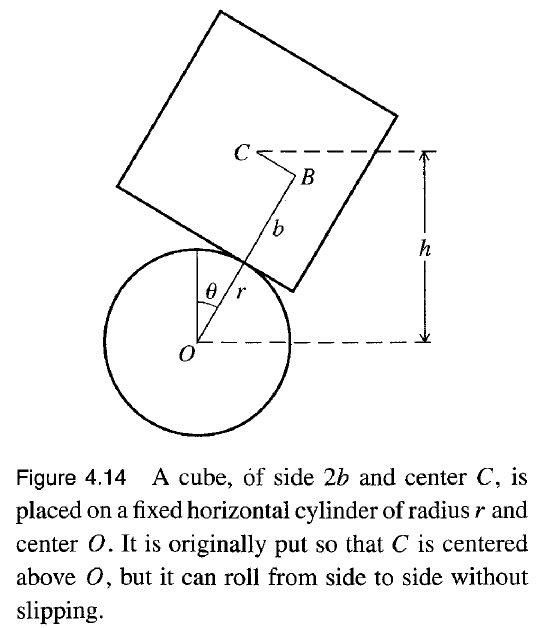 C
B
b
h
θ
r
O
Figure 4.14 A cube, of side 2b and center C, is
placed on a fixed horizontal cylinder of radius r and
center O. It is originally put so that C is centered
above O, but it can roll from side to side without
slipping.